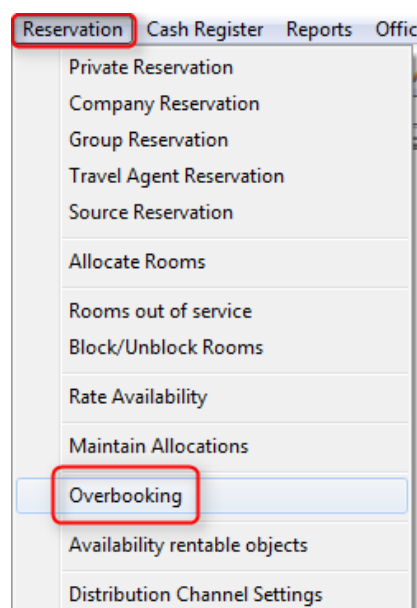 Reservation Cash Register Reports Offic
Private Reservation
Company Reservation
Group Reservation
Travel Agent Reservation
Source Reservation
Allocate Rooms
Rooms out of service
Block/Unblock Rooms
Rate Availability
Maintain Allocations
Overbooking
Availability rentable objects
Distribution Channel Settings